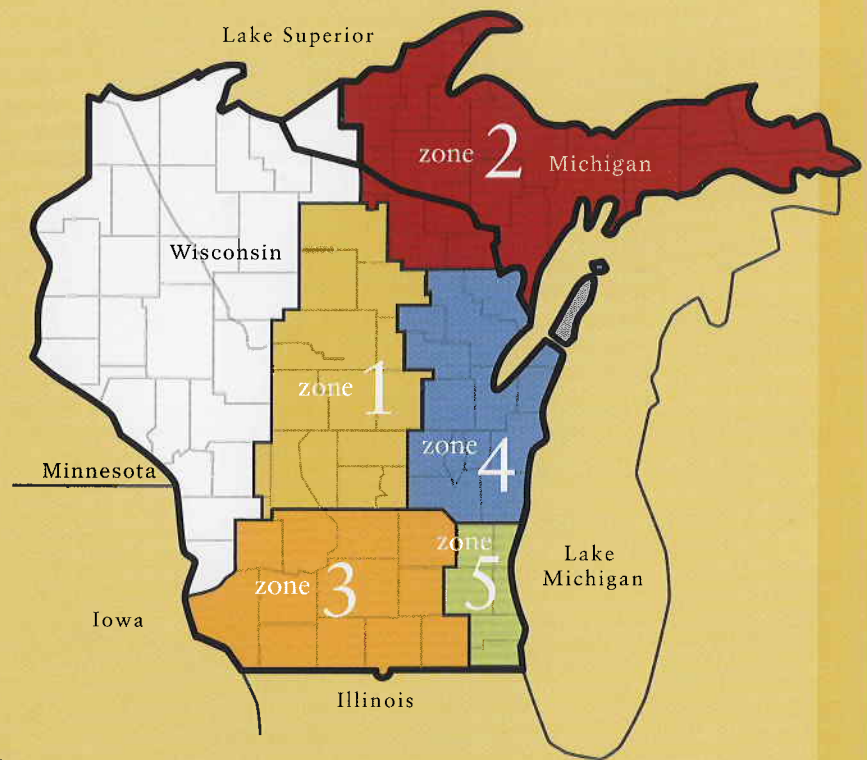 Lake Superior
zone 2
Michigan
Wisconsin
zone 1
zone 4
Minnesota
zone 5
Lake
Michigan
zone 3
Iowa
Illinois